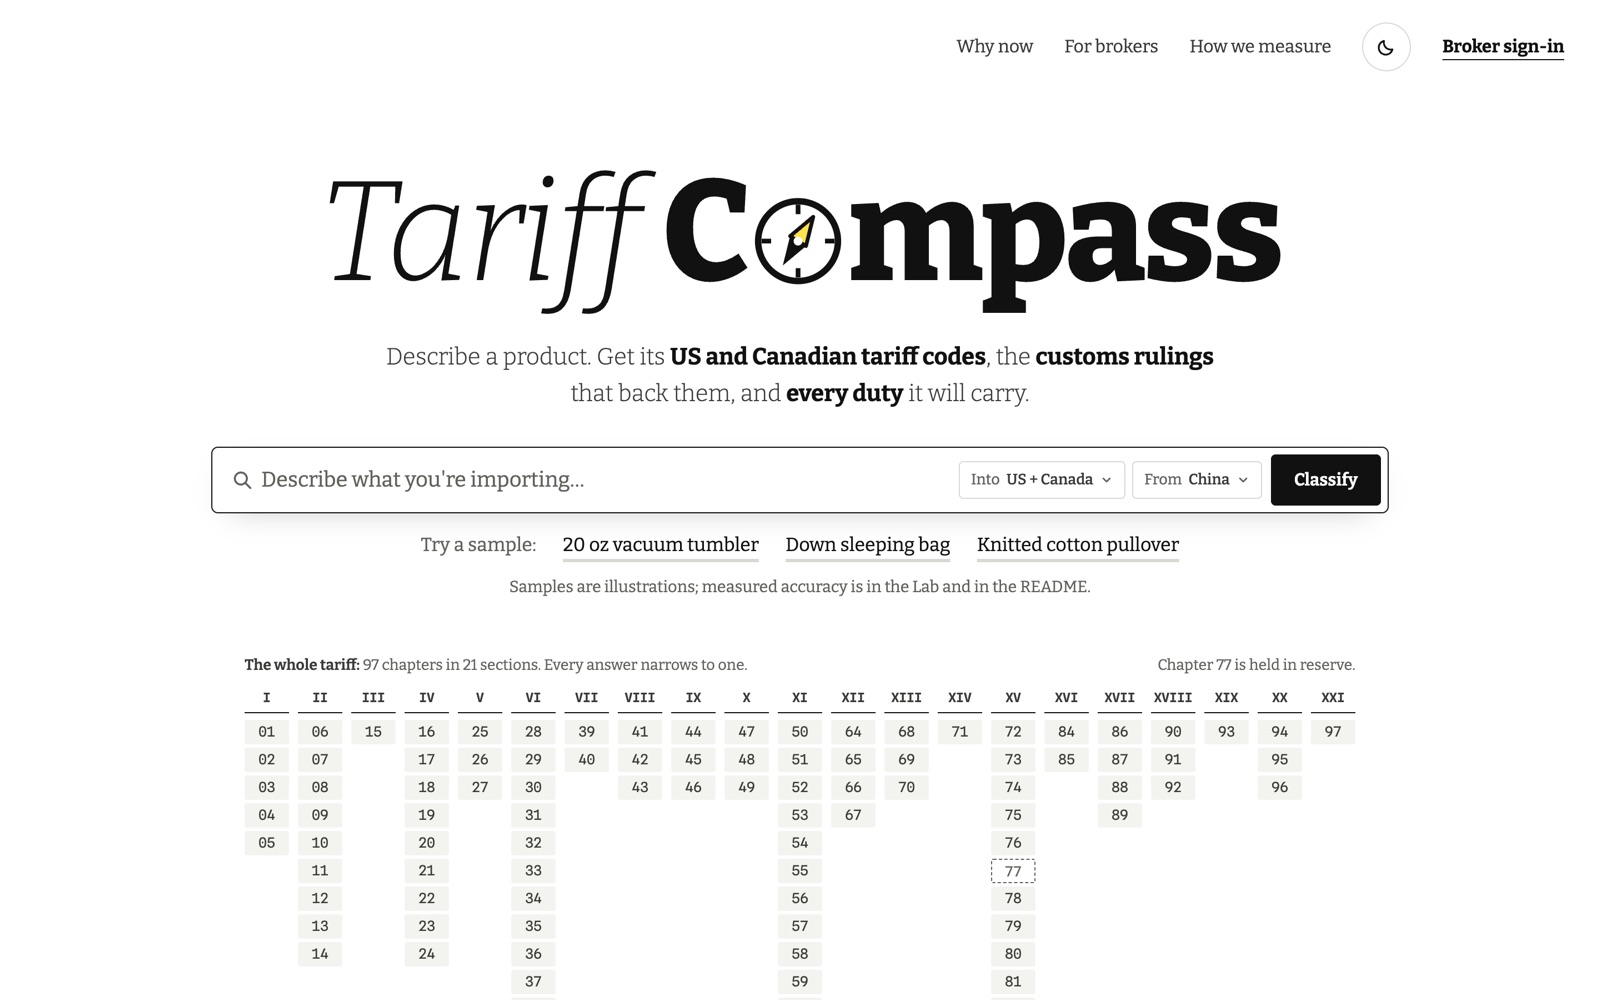 Why now For brokers How we measure Broker sign-in
Tariff Compass
Describe a product. Get its US and Canadian tariff codes, the customs rulings
that back them, and every duty it will carry.
Describe what you're importing... Into US + Canada From China Classify
Try a sample: 20 oz vacuum tumbler Down sleeping bag Knitted cotton pullover
Samples are illustrations; measured accuracy is in the Lab and in the README.
The whole tariff: 97 chapters in 21 sections. Every answer narrows to one. Chapter 77 is held in reserve.
I II III IV V VI VII VIII IX X XI XII XIII XIV XV XVI XVII XVIII XIX XX XXI
01 06 15 16 25 28 39 41 44 47 50 64 68 71 72 84 86 90 93 94 97
02 07 17 26 29 40 42 45 48 51 65 69 73 85 87 91 95
03 08 18 27 30 43 46 49 52 66 70 74 88 92 96
04 09 19 31 53 67 75 89
05 10 20 32 54 76
11 21 33 55 77
12 22 34 56 78
13 23 35 57 79
14 24 36 58 80
37 59 81